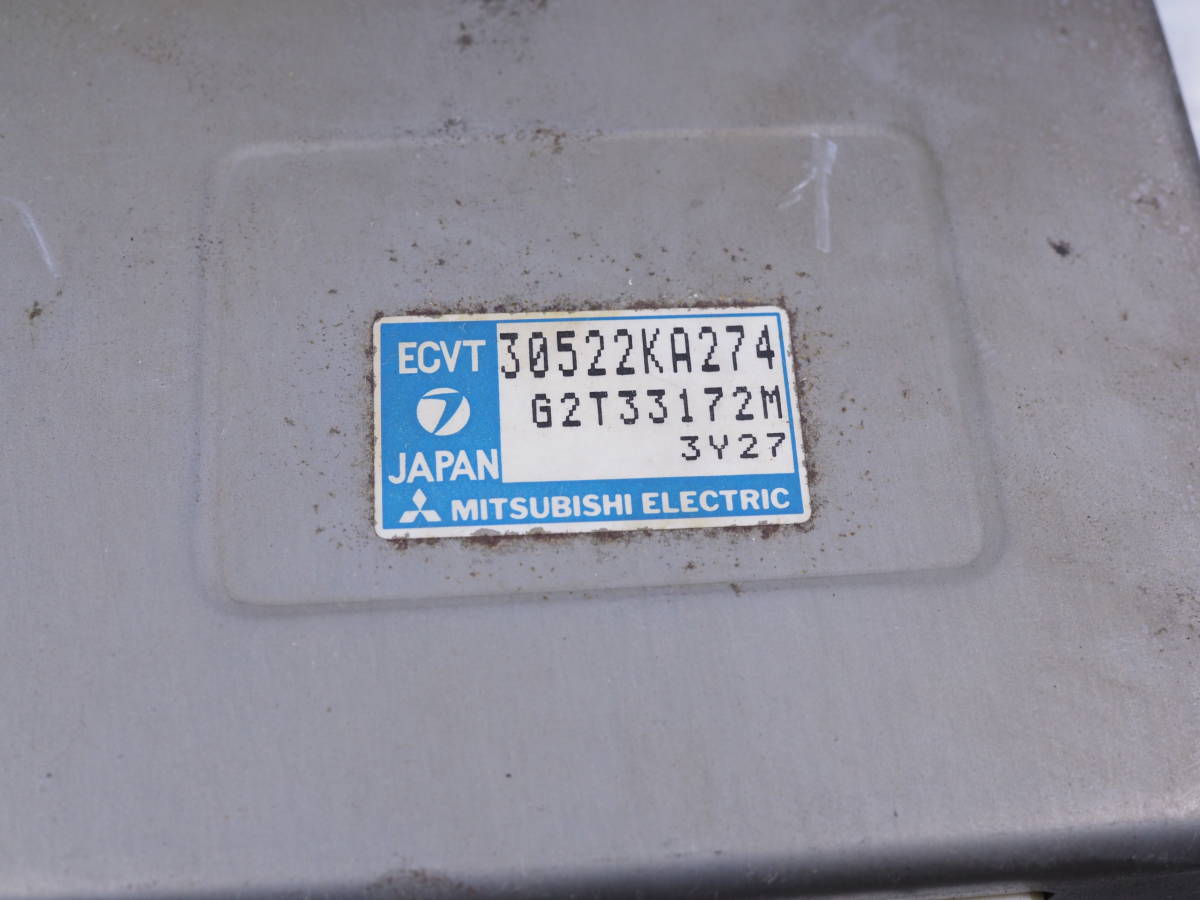 ECVT 30522KA274
G2T33172M
JAPAN 3Y27
MITSUBISHI ELECTRIC